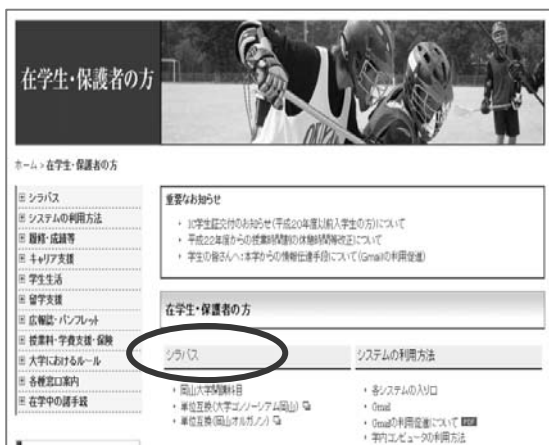 在学生・保護者の方
ホーム > 在学生・保護者の方
シラバス
システムの利用方法
履修・成績等
キャリア支援
学生生活
留学支援
広報誌・パンフレット
授業料・学費支援・保険
大学におけるルール
各種窓口案内
在学中の諸手続
重要なお知らせ
IC学生証交付のお知らせ(平成20年度以前入学生の方)について
平成22年度からの授業時間割の休憩時間等改正について
学生の皆さんへ:本学からの情報伝達手段について(Gmailの利用促進)
在学生・保護者の方
シラバス
岡山大学開講科目
単位互換(大学コンソーシアム岡山)
単位互換(岡山オルガノン)
システムの利用方法
各システムの入り口
Gmail
Gmailの利用促進について PDF
学内コンピュータの利用方法